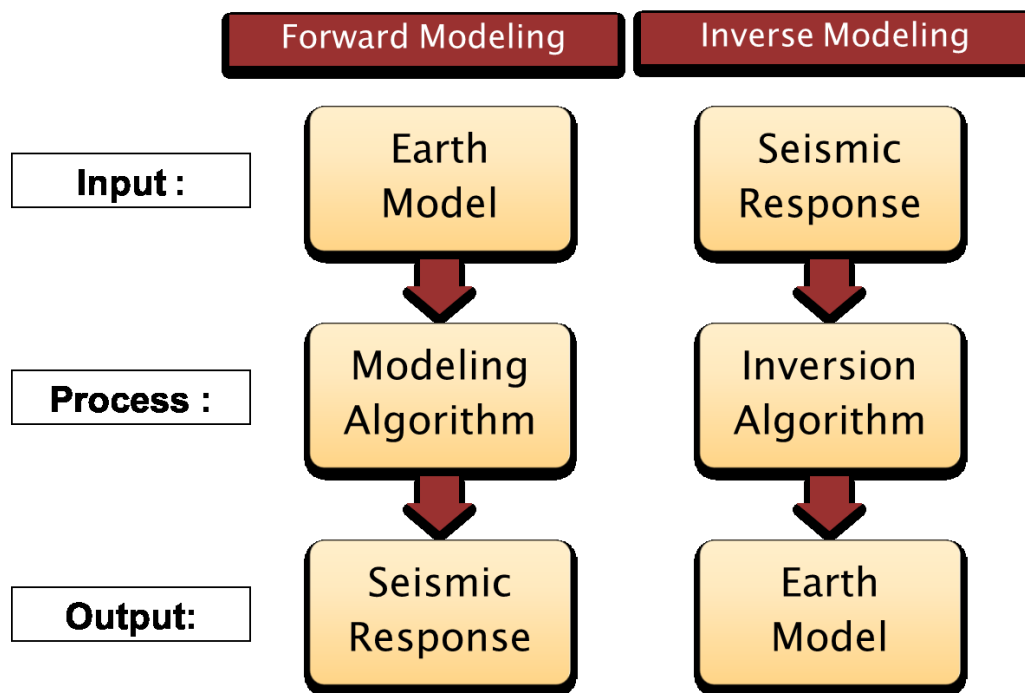 Forward Modeling
Inverse Modeling
Input :
Earth
Model
Seismic
Response
Process :
Modeling
Algorithm
Inversion
Algorithm
Output:
Seismic
Response
Earth
Model